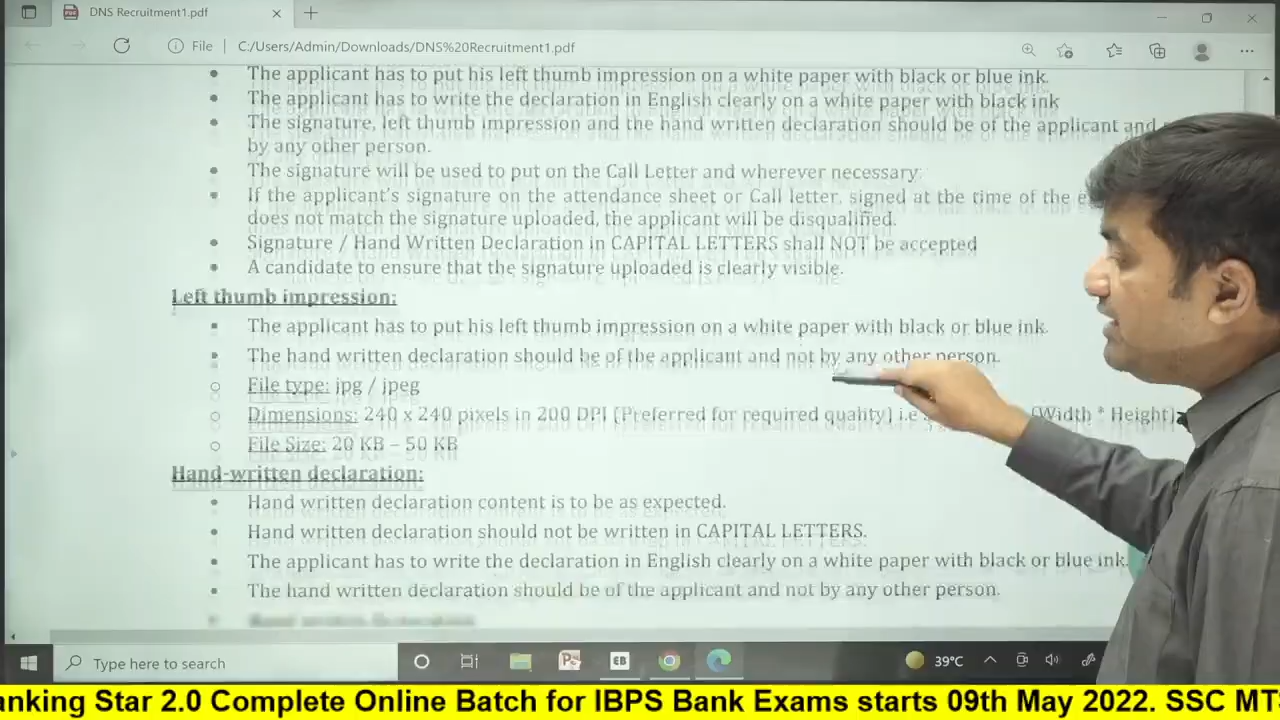 DNS Recruitment1.pdf
File
C:/Users/Admin/Downloads/DNS%20Recruitment1.pdf
The applicant has to put his left thumb impression on a white paper with black or blue ink.
The applicant has to write the declaration in English clearly on a white paper with black ink
The signature, left thumb impression and the hand written declaration should be of the applicant and
by any other person.
The signature will be used to put on the Call Letter and wherever necessary.
If the applicant's signature on the attendance sheet or Call letter, signed at the time of the
does not match the signature uploaded, the applicant will be disqualified.
Signature / Hand Written Declaration in CAPITAL LETTERS shall NOT be accepted
A candidate to ensure that the signature uploaded is clearly visible.
Left thumb impression:
The applicant has to put his left thumb impression on a white paper with black or blue ink.
The hand written declaration should be of the applicant and not by any other person.
File type: jpg / jpeg
Dimensions: 240 x 240 pixels in 200 DPI (Preferred for required quality) i.e (Width * Height)
File Size: 20 KB – 50 KB
Hand-written declaration:
Hand written declaration content is to be as expected.
Hand written declaration should not be written in CAPITAL LETTERS.
The applicant has to write the declaration in English clearly on a white paper with black or blue ink.
The hand written declaration should be of the applicant and not by any other person.
Type here to search
EB
39°C
anking Star 2.0 Complete Online Batch for IBPS Bank Exams starts 09th May 2022. SSC MTS